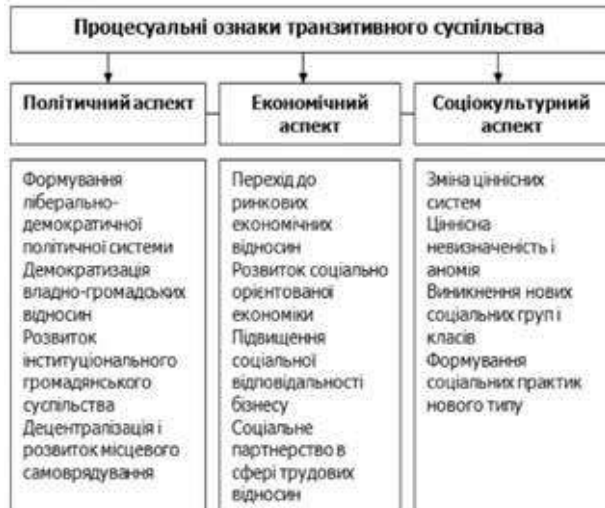 Процесуальні ознаки транзитивного суспільства
Політичний аспект
Економічний
аспект
Соціокультурний
аспект
Формування
ліберально-
демократичної
політичної системи
Демократизація
владно-громадських
відносин
Розвиток
інституціонального
громадянського
суспільства
Децентралізація і
розвиток місцевого
самоврядування
Перехід до
ринкових
економічних
відносин
Розвиток соціально
орієнтованої
економіки
Підвищення
соціальної
відповідальності
бізнесу
Соціальне
партнерство в
сфері трудових
відносин
Зміна ціннісних
систем
Ціннісна
невизначеність і
аномія
Виникнення нових
соціальних груп і
класів
Формування
соціальних практик
нового типу